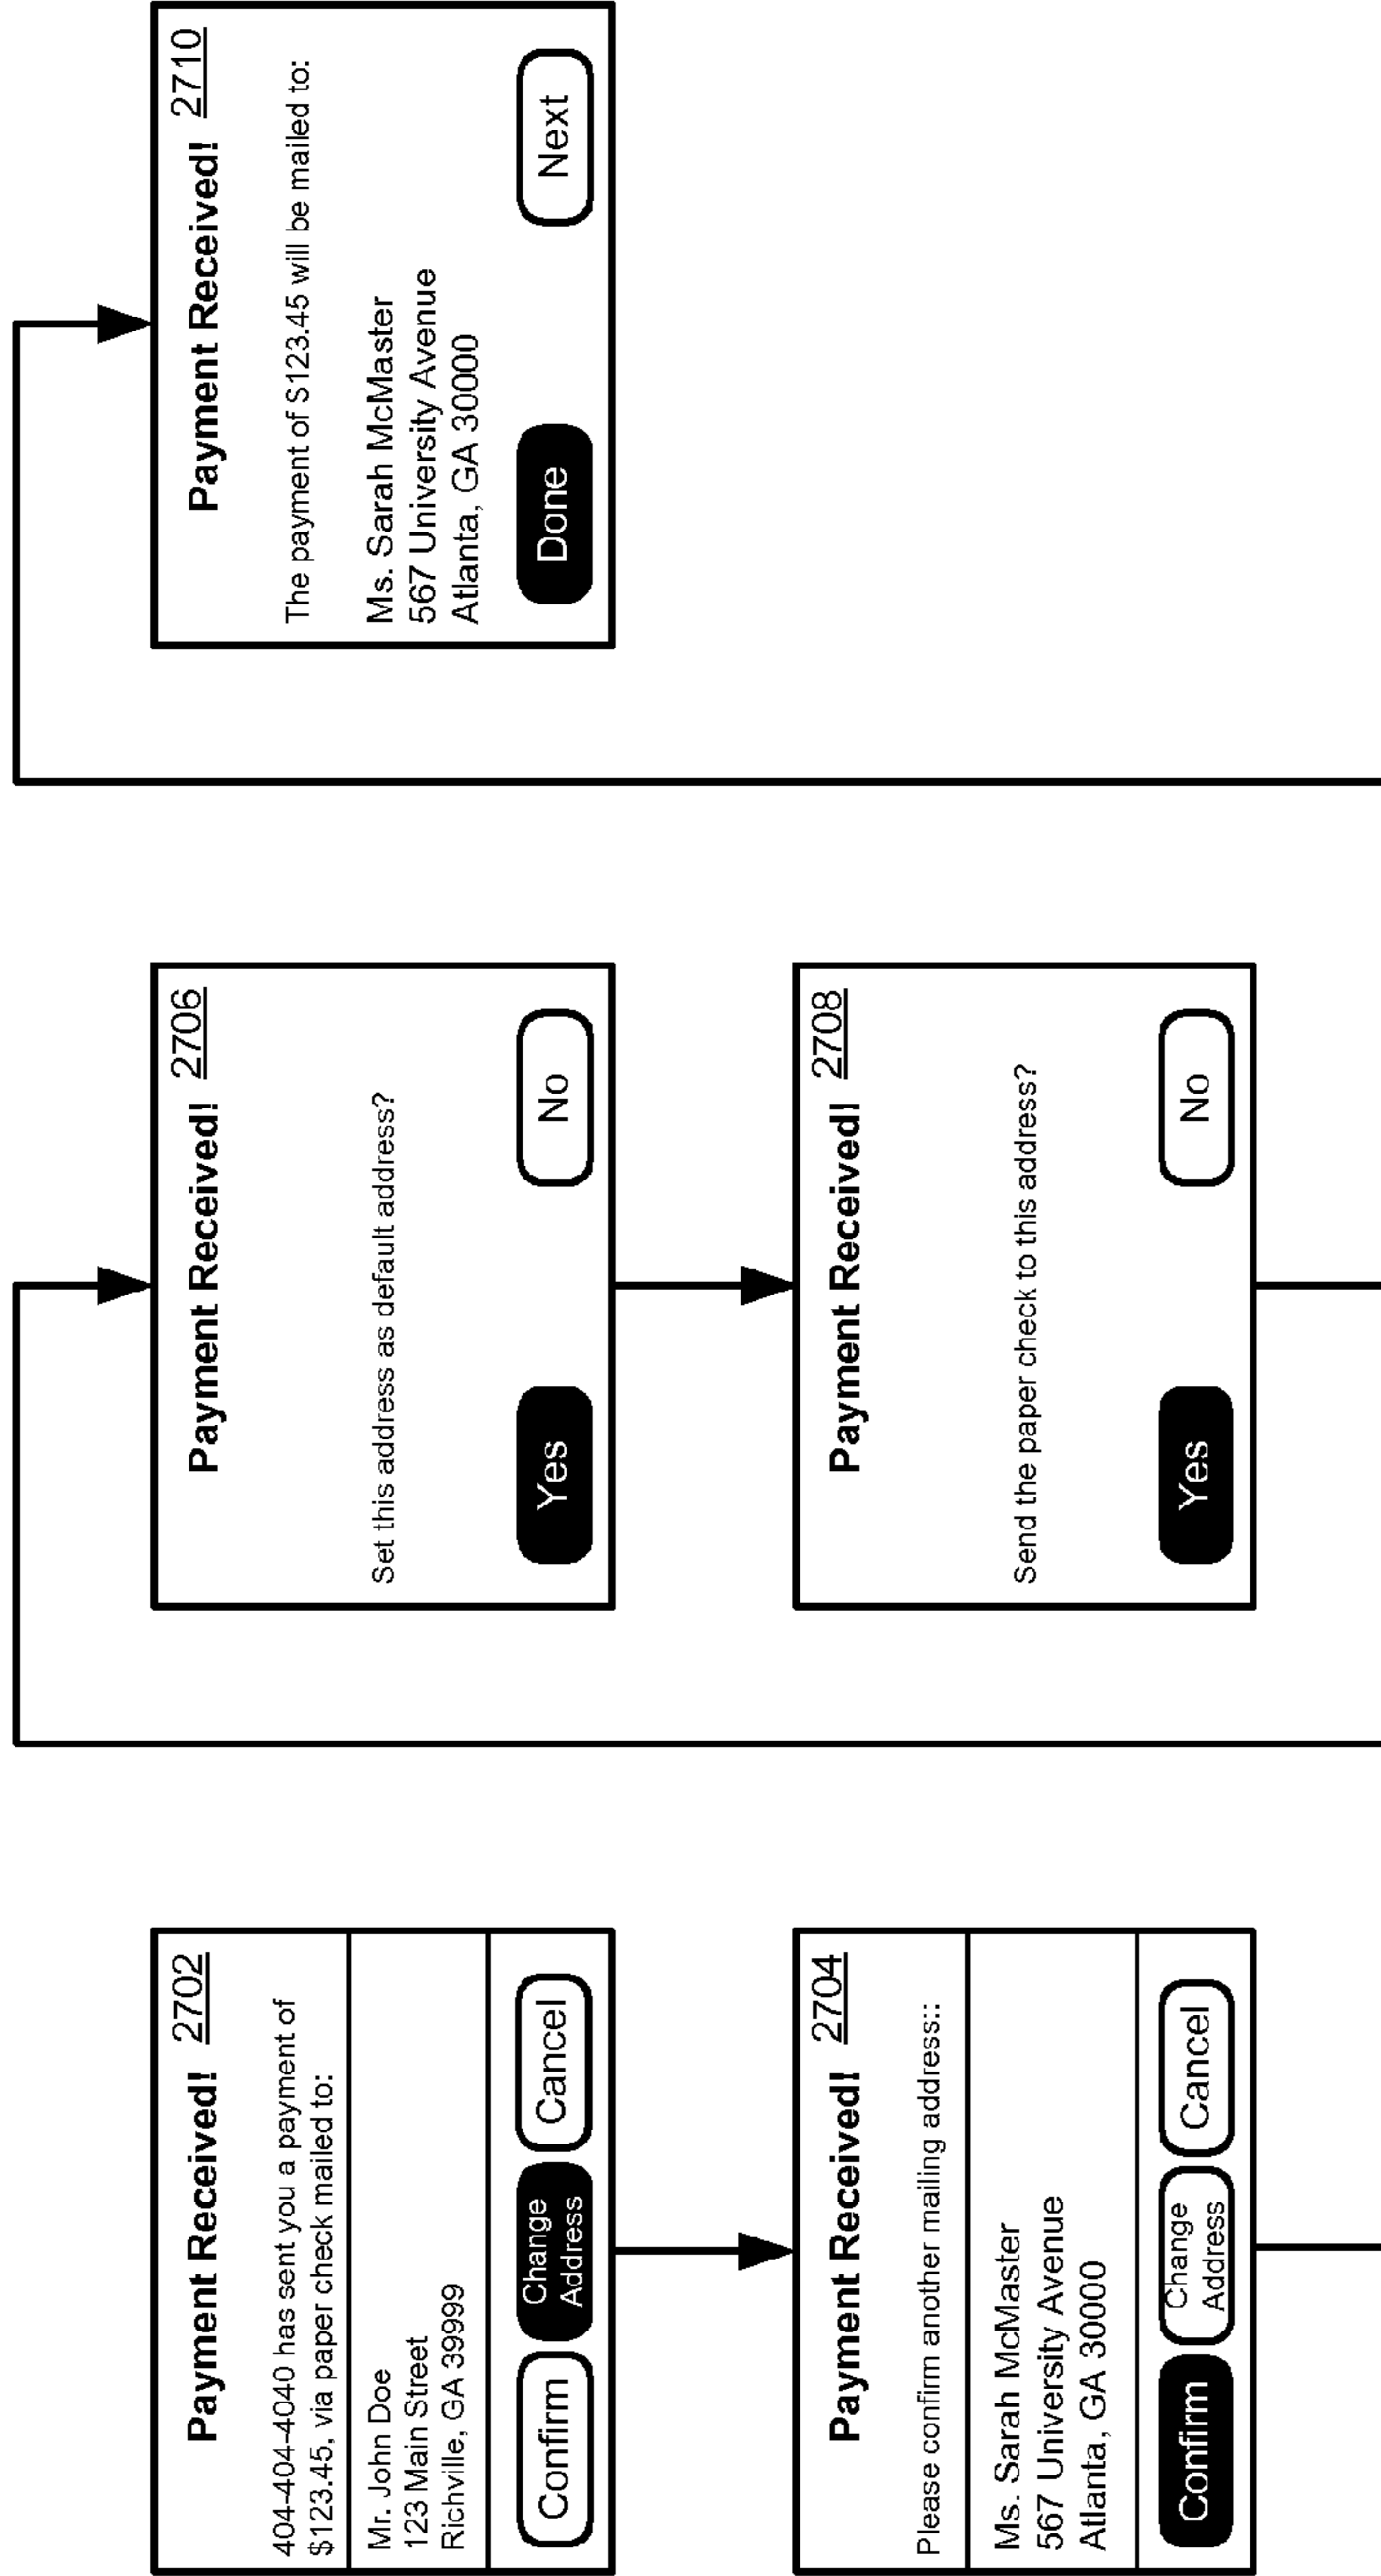 Payment Received! 2702
404-404-4040 has sent you a payment of
$123.45, via paper check mailed to:
Mr. John Doe
123 Main Street
Richville, GA 39999
Confirm
Change
Address
Cancel
Payment Received! 2704
Please confirm another mailing address::
Ms. Sarah McMaster
567 University Avenue
Atlanta, GA 30000
Confirm
Change
Address
Cancel
Payment Received! 2706
Set this address as default address?
Yes
No
Payment Received! 2708
Send the paper check to this address?
Yes
No
Payment Received! 2710
The payment of $123.45 will be mailed to:
Ms. Sarah McMaster
567 University Avenue
Atlanta, GA 30000
Done
Next